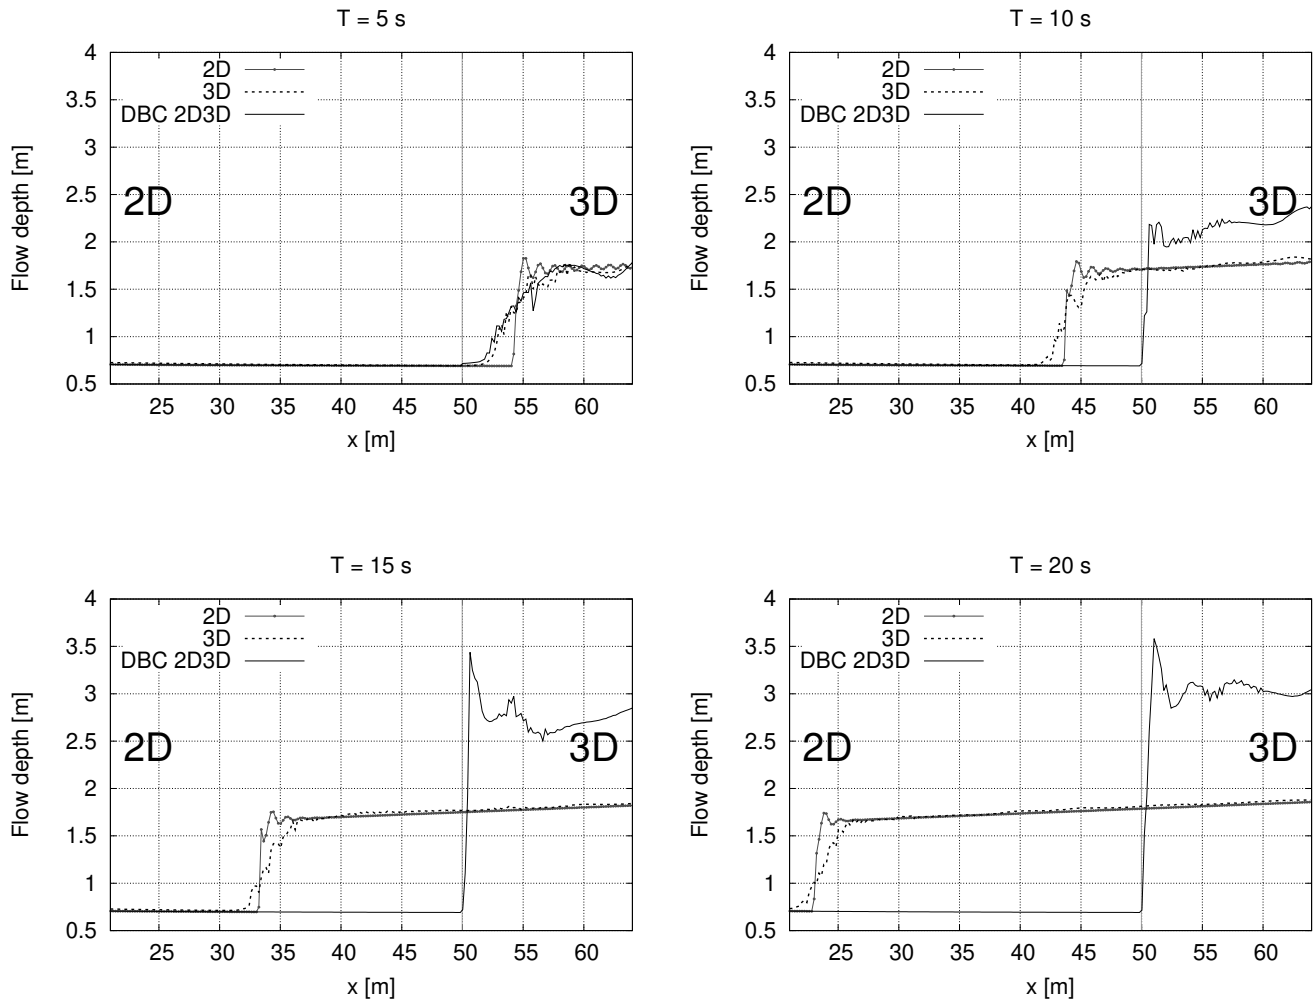 T = 5 s
4
3.5
3
2.5
2
1.5
1
0.5
Flow depth [m]
2D
3D
DBC 2D3D
2D 3D
25 30 35 40 45 50 55 60
x [m]
T = 10 s
4
3.5
3
2.5
2
1.5
1
0.5
Flow depth [m]
2D
3D
DBC 2D3D
2D 3D
25 30 35 40 45 50 55 60
x [m]
T = 15 s
4
3.5
3
2.5
2
1.5
1
0.5
Flow depth [m]
2D
3D
DBC 2D3D
2D 3D
25 30 35 40 45 50 55 60
x [m]
T = 20 s
4
3.5
3
2.5
2
1.5
1
0.5
Flow depth [m]
2D
3D
DBC 2D3D
2D 3D
25 30 35 40 45 50 55 60
x [m]